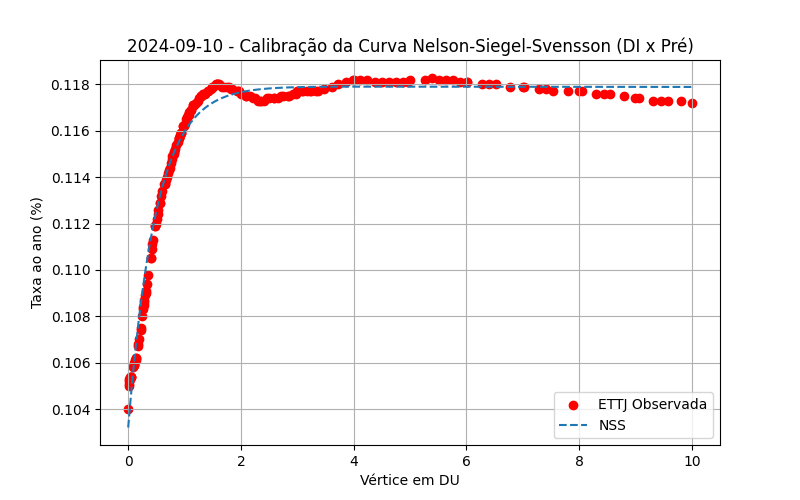 2024-09-10 - Calibração da Curva Nelson-Siegel-Svensson (DI x Pré)
Taxa ao ano (%)
0.118
0.116
0.114
0.112
0.110
0.108
0.106
0.104
ETTJ Observada
NSS
0 2 4 6 8 10
Vértice em DU